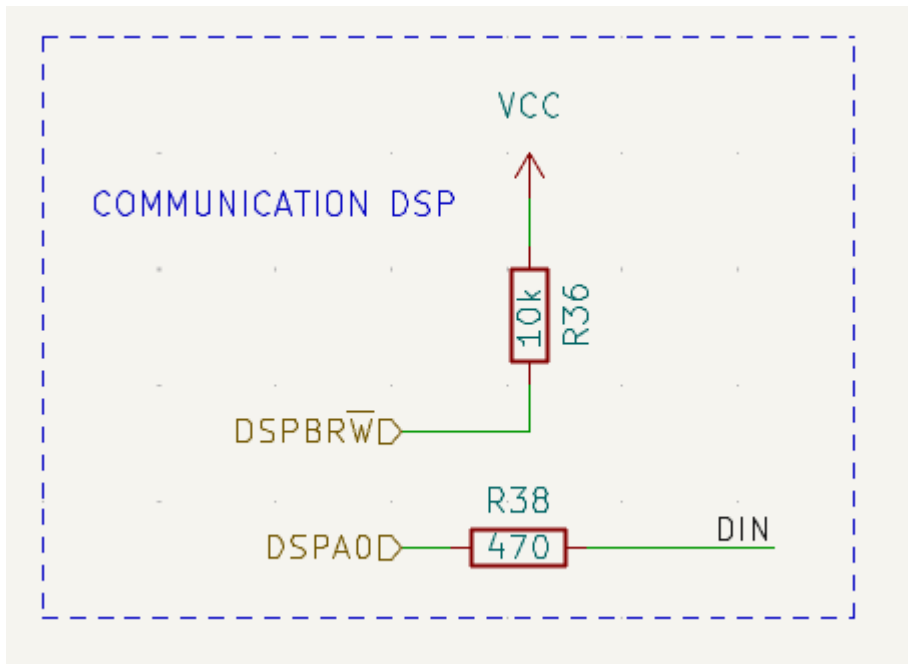 VCC
COMMUNICATION DSP
10k
R36
DSPBRW̅
R38
DSPA0
470
DIN